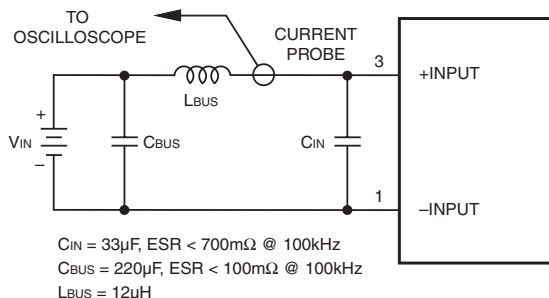 TO
OSCILLOSCOPE
CURRENT
PROBE
LBUS
+
VIN
–
CBUS
CIN
3
+INPUT
1
–INPUT
CIN = 33µF, ESR < 700mΩ @ 100kHz
CBUS = 220µF, ESR < 100mΩ @ 100kHz
LBUS = 12µH